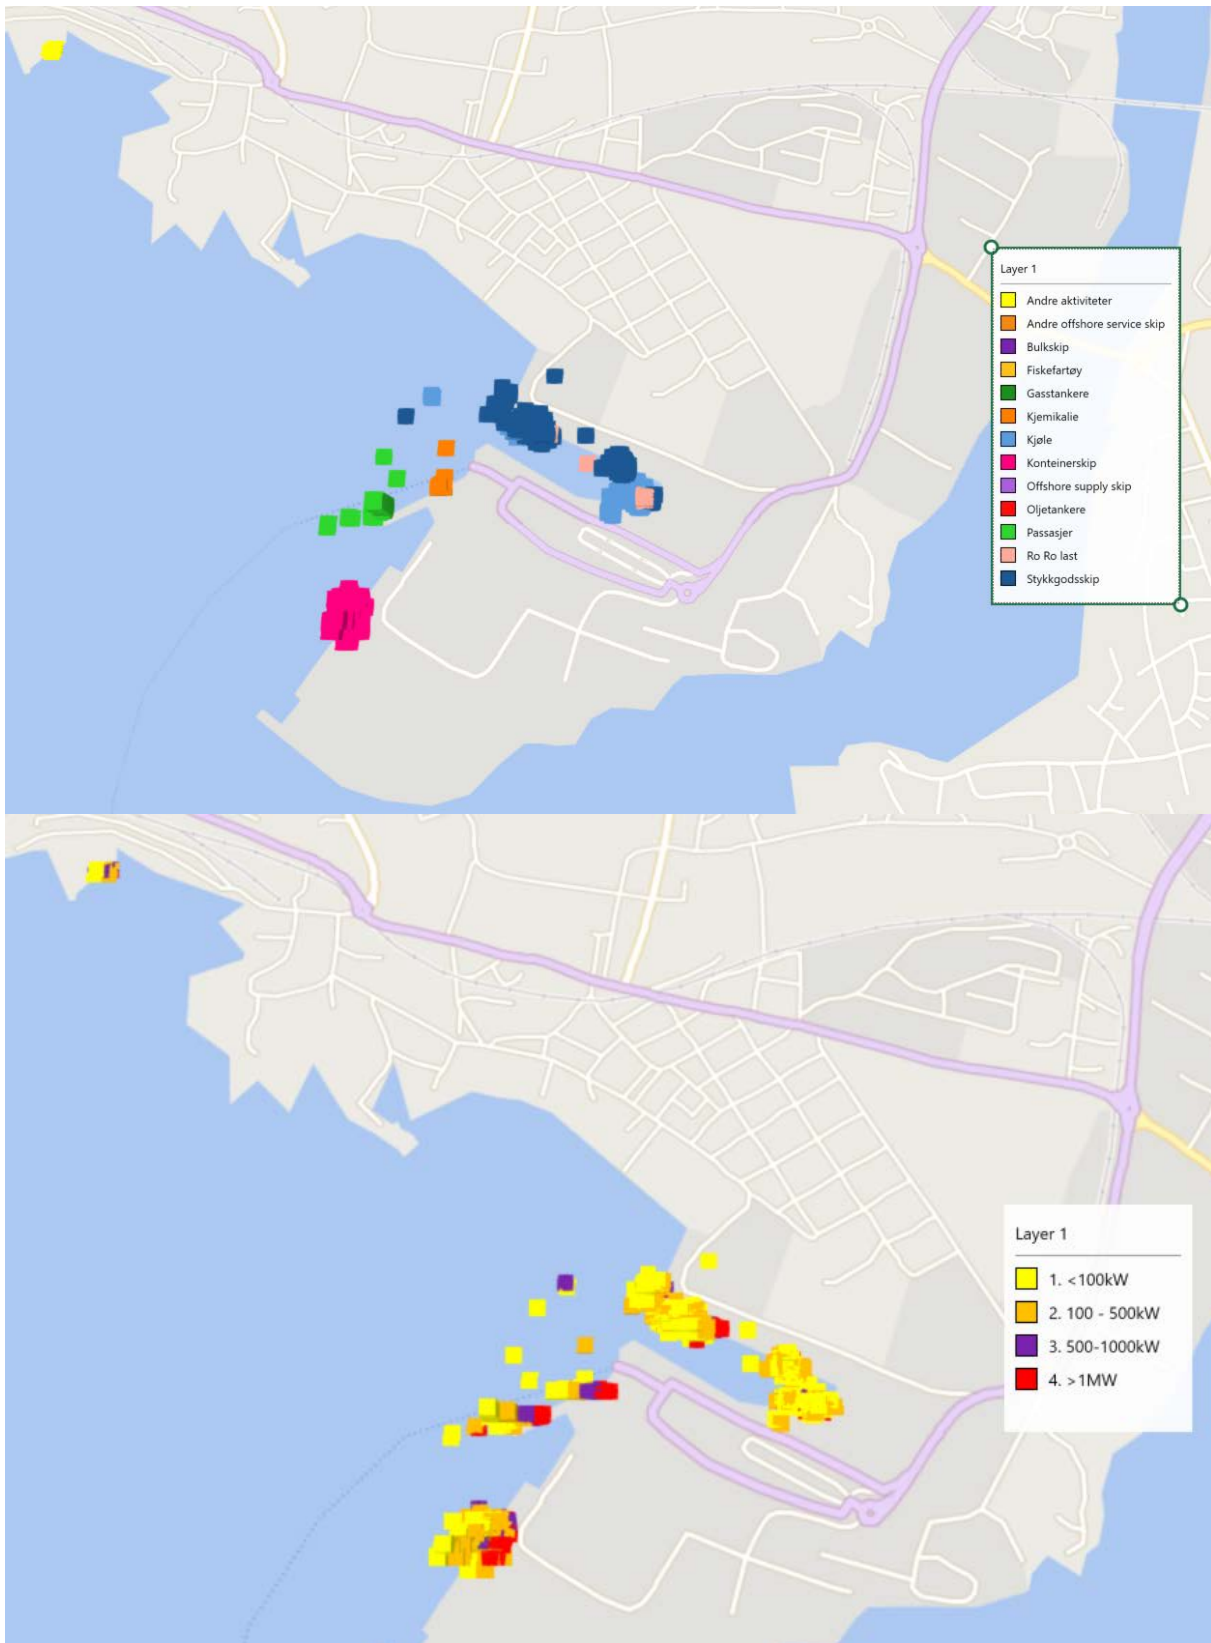 Layer 1
Andre aktiviteter
Andre offshore service skip
Bulkskip
Fiskefartøy
Gasstankere
Kjemikalie
Kjøle
Konteinerskip
Offshore supply skip
Oljetankere
Passasjer
Ro Ro last
Stykkgodsskip
Layer 1
1. <100kW
2. 100 - 500kW
3. 500-1000kW
4. >1MW